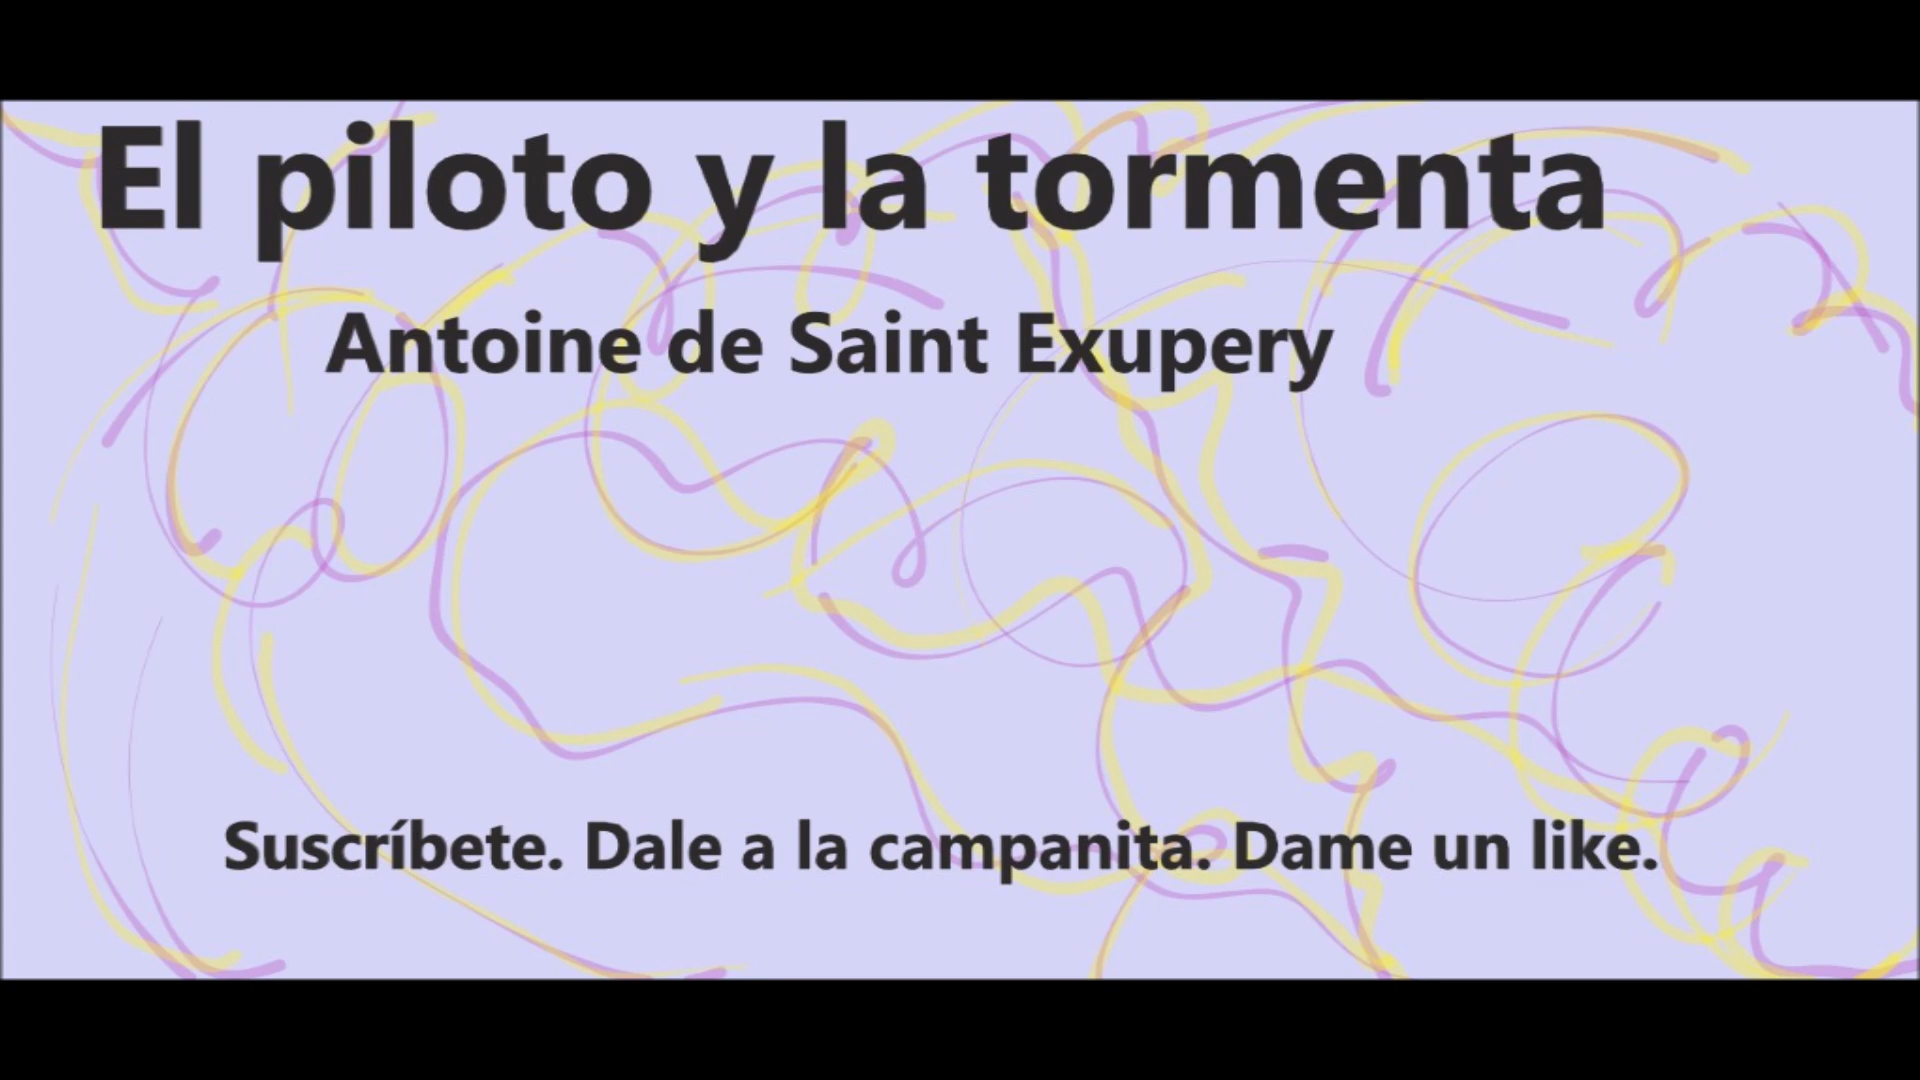 El piloto y la tormenta
Antoine de Saint Exupery
Suscríbete. Dale a la campanita. Dame un like.